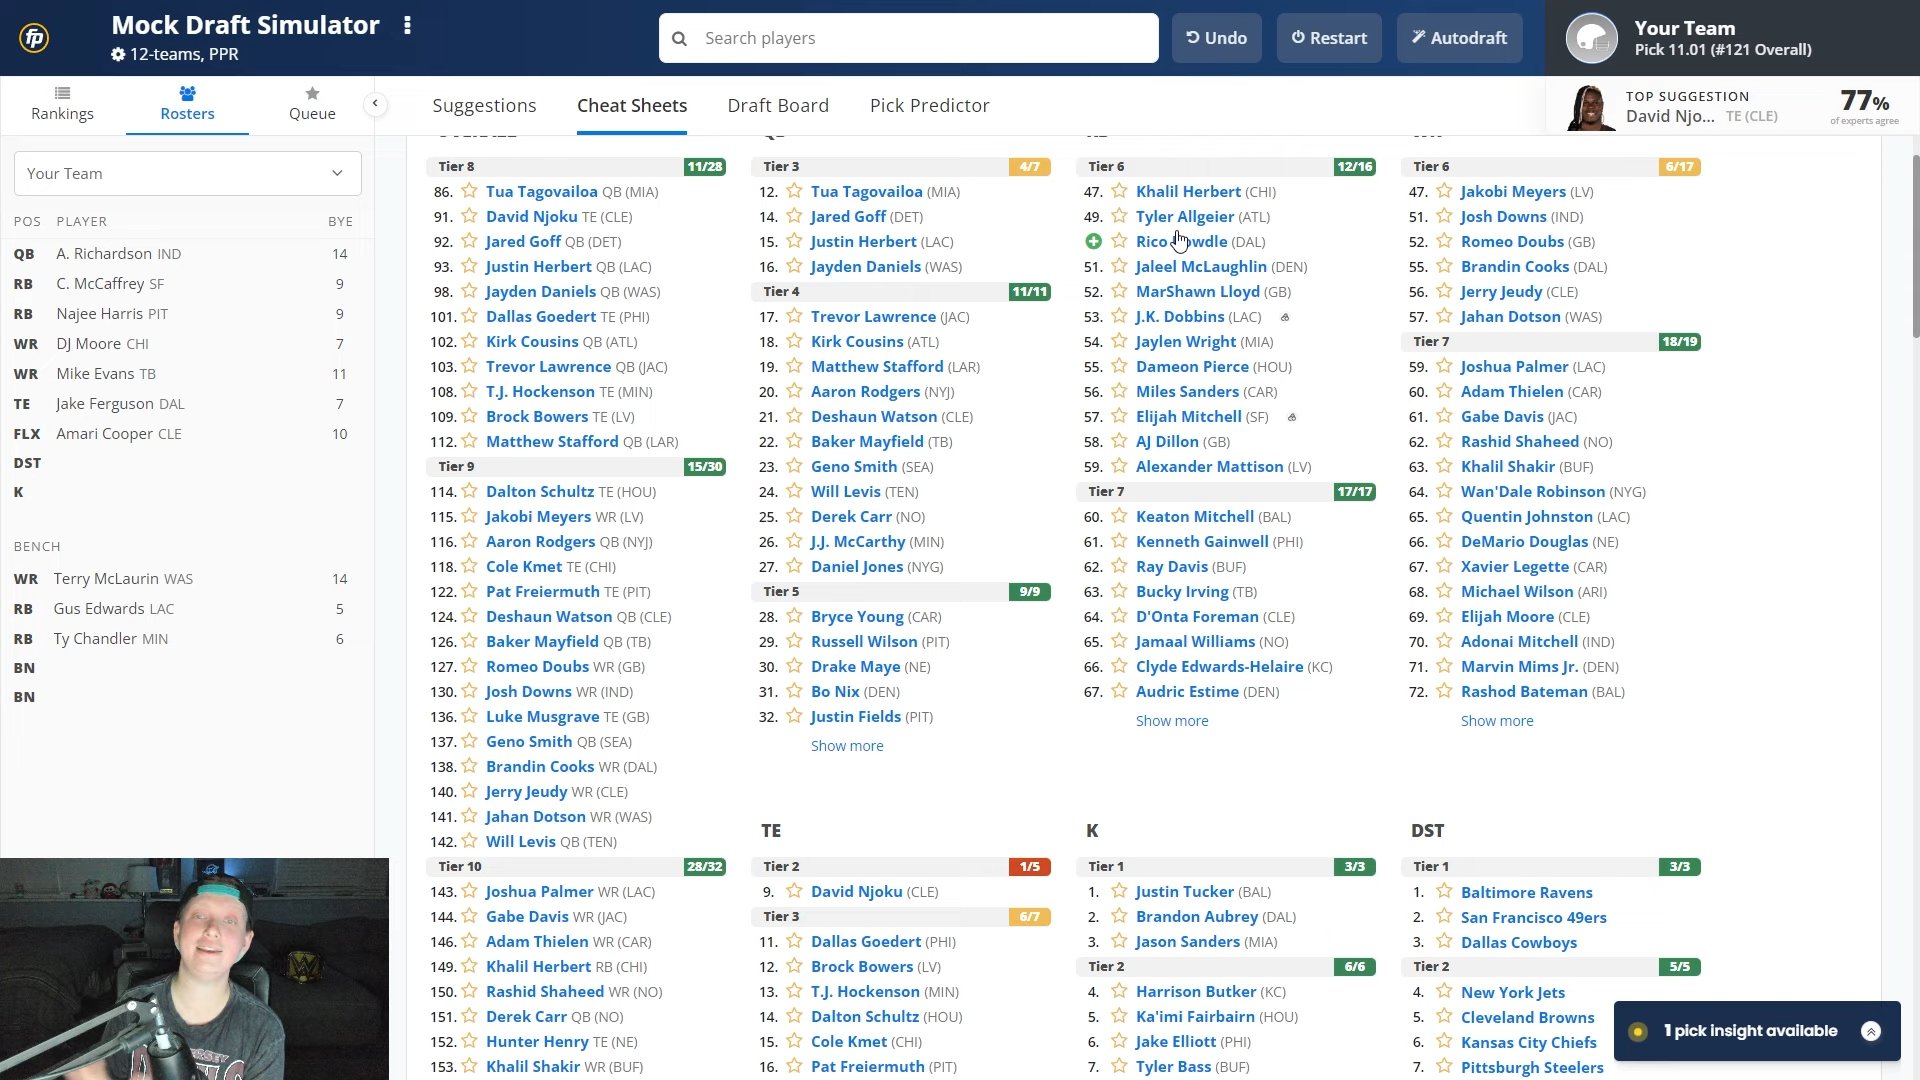 fp
Mock Draft Simulator
12-teams, PPR
Search players
Undo
Restart
Autodraft
Your Team
Pick 11.01 (#121 Overall)
Rankings
Rosters
Queue
Suggestions
Cheat Sheets
Draft Board
Pick Predictor
TOP SUGGESTION
David Njo... TE (CLE)
77%
of experts agree
Your Team
POS PLAYER BYE
QB A. Richardson IND 14
RB C. McCaffrey SF 9
RB Najee Harris PIT 9
WR DJ Moore CHI 7
WR Mike Evans TB 11
TE Jake Ferguson DAL 7
FLX Amari Cooper CLE 10
DST
K
BENCH
WR Terry McLaurin WAS 14
RB Gus Edwards LAC 5
RB Ty Chandler MIN 6
BN
BN
Tier 8 11/28
86. Tua Tagovailoa QB (MIA)
91. David Njoku TE (CLE)
92. Jared Goff QB (DET)
93. Justin Herbert QB (LAC)
98. Jayden Daniels QB (WAS)
101. Dallas Goedert TE (PHI)
102. Kirk Cousins QB (ATL)
103. Trevor Lawrence QB (JAC)
108. T.J. Hockenson TE (MIN)
109. Brock Bowers TE (LV)
112. Matthew Stafford QB (LAR)
Tier 9 15/30
114. Dalton Schultz TE (HOU)
115. Jakobi Meyers WR (LV)
116. Aaron Rodgers QB (NYJ)
118. Cole Kmet TE (CHI)
122. Pat Freiermuth TE (PIT)
124. Deshaun Watson QB (CLE)
126. Baker Mayfield QB (TB)
127. Romeo Doubs WR (GB)
130. Josh Downs WR (IND)
136. Luke Musgrave TE (GB)
137. Geno Smith QB (SEA)
138. Brandin Cooks WR (DAL)
140. Jerry Jeudy WR (CLE)
141. Jahan Dotson WR (WAS)
142. Will Levis QB (TEN)
Tier 10 28/32
143. Joshua Palmer WR (LAC)
144. Gabe Davis WR (JAC)
146. Adam Thielen WR (CAR)
149. Khalil Herbert RB (CHI)
150. Rashid Shaheed WR (NO)
151. Derek Carr QB (NO)
152. Hunter Henry TE (NE)
153. Khalil Shakir WR (BUF)
Tier 3 4/7
12. Tua Tagovailoa (MIA)
14. Jared Goff (DET)
15. Justin Herbert (LAC)
16. Jayden Daniels (WAS)
Tier 4 11/11
17. Trevor Lawrence (JAC)
18. Kirk Cousins (ATL)
19. Matthew Stafford (LAR)
20. Aaron Rodgers (NYJ)
21. Deshaun Watson (CLE)
22. Baker Mayfield (TB)
23. Geno Smith (SEA)
24. Will Levis (TEN)
25. Derek Carr (NO)
26. J.J. McCarthy (MIN)
27. Daniel Jones (NYG)
Tier 5 9/9
28. Bryce Young (CAR)
29. Russell Wilson (PIT)
30. Drake Maye (NE)
31. Bo Nix (DEN)
32. Justin Fields (PIT)
Show more
Tier 6 12/16
47. Khalil Herbert (CHI)
49. Tyler Allgeier (ATL)
Rico (DAL)
51. Jaleel McLaughlin (DEN)
52. MarShawn Lloyd (GB)
53. J.K. Dobbins (LAC)
54. Jaylen Wright (MIA)
55. Dameon Pierce (HOU)
56. Miles Sanders (CAR)
57. Elijah Mitchell (SF)
58. AJ Dillon (GB)
59. Alexander Mattison (LV)
Tier 7 17/17
60. Keaton Mitchell (BAL)
61. Kenneth Gainwell (PHI)
62. Ray Davis (BUF)
63. Bucky Irving (TB)
64. D'Onta Foreman (CLE)
65. Jamaal Williams (NO)
66. Clyde Edwards-Helaire (KC)
67. Audric Estime (DEN)
Show more
Tier 6 6/17
47. Jakobi Meyers (LV)
51. Josh Downs (IND)
52. Romeo Doubs (GB)
55. Brandin Cooks (DAL)
56. Jerry Jeudy (CLE)
57. Jahan Dotson (WAS)
Tier 7 18/19
59. Joshua Palmer (LAC)
60. Adam Thielen (CAR)
61. Gabe Davis (JAC)
62. Rashid Shaheed (NO)
63. Khalil Shakir (BUF)
64. Wan'Dale Robinson (NYG)
65. Quentin Johnston (LAC)
66. DeMario Douglas (NE)
67. Xavier Legette (CAR)
68. Michael Wilson (ARI)
69. Elijah Moore (CLE)
70. Adonai Mitchell (IND)
71. Marvin Mims Jr. (DEN)
72. Rashod Bateman (BAL)
Show more
TE
Tier 2 1/5
9. David Njoku (CLE)
Tier 3 6/7
11. Dallas Goedert (PHI)
12. Brock Bowers (LV)
13. T.J. Hockenson (MIN)
14. Dalton Schultz (HOU)
15. Cole Kmet (CHI)
16. Pat Freiermuth (PIT)
K
Tier 1 3/3
1. Justin Tucker (BAL)
2. Brandon Aubrey (DAL)
3. Jason Sanders (MIA)
Tier 2 6/6
4. Harrison Butker (KC)
5. Ka'imi Fairbairn (HOU)
6. Jake Elliott (PHI)
7. Tyler Bass (BUF)
DST
Tier 1 3/3
1. Baltimore Ravens
2. San Francisco 49ers
3. Dallas Cowboys
Tier 2 5/5
4. New York Jets
5. Cleveland Browns
6. Kansas City Chiefs
7. Pittsburgh Steelers
1 pick insight available